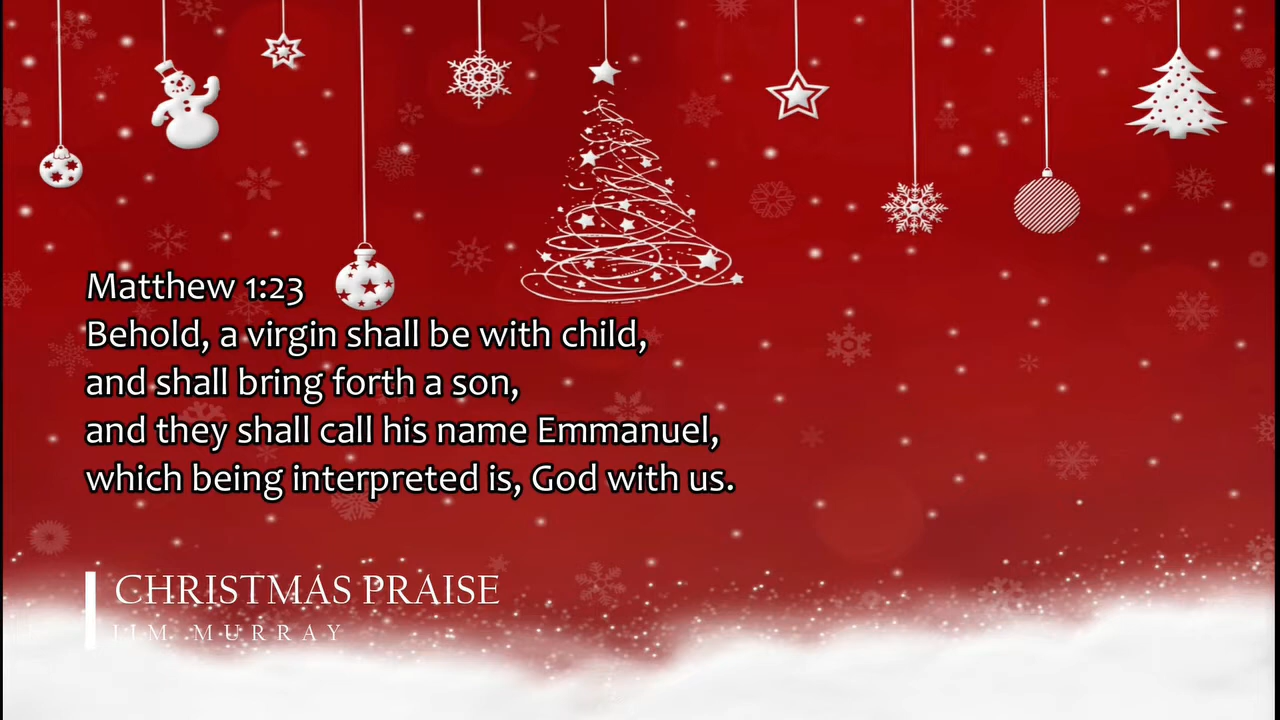 Matthew 1:23
Behold, a virgin shall be with child,
and shall bring forth a son,
and they shall call his name Emmanuel,
which being interpreted is, God with us.
CHRISTMAS PRAISE
JIM MURRAY